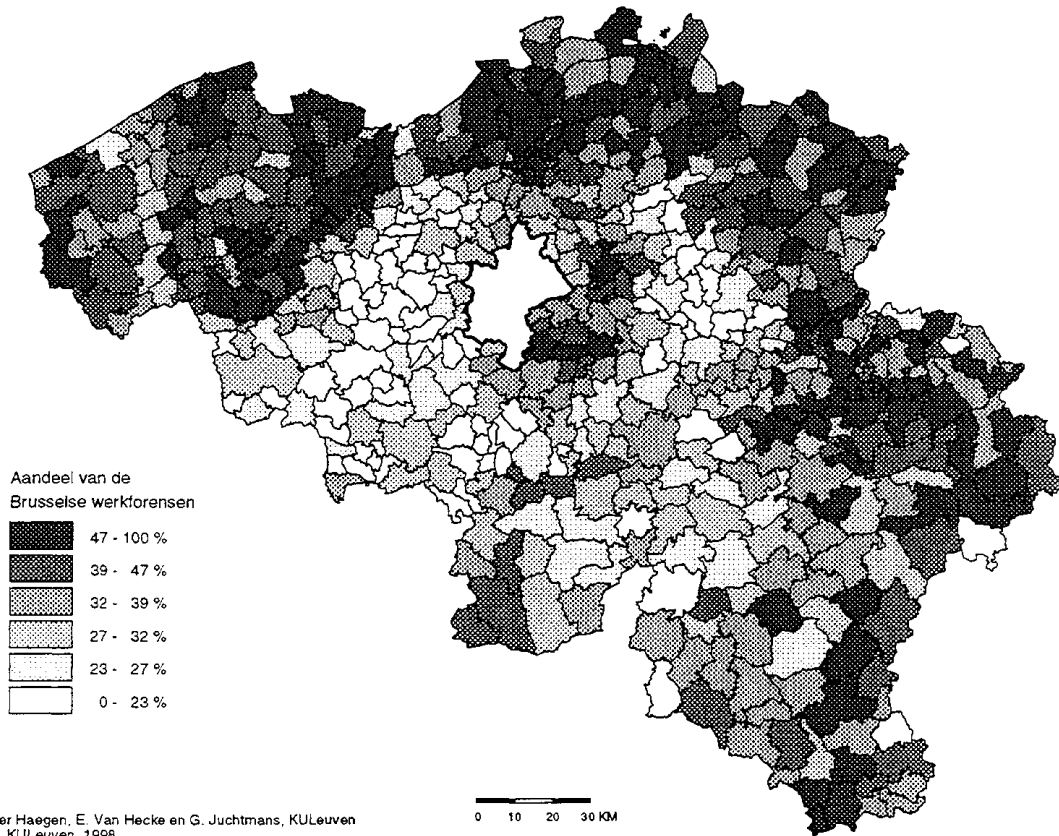 Aandeel van de
Brusselse werkforensen
47 - 100 %
39 - 47 %
32 - 39 %
27 - 32 %
23 - 27 %
0 - 23 %
0 10 20 30 KM
er Haegen, E. Van Hecke en G. Juchtmans, KULeuven
KULeuven, 1998